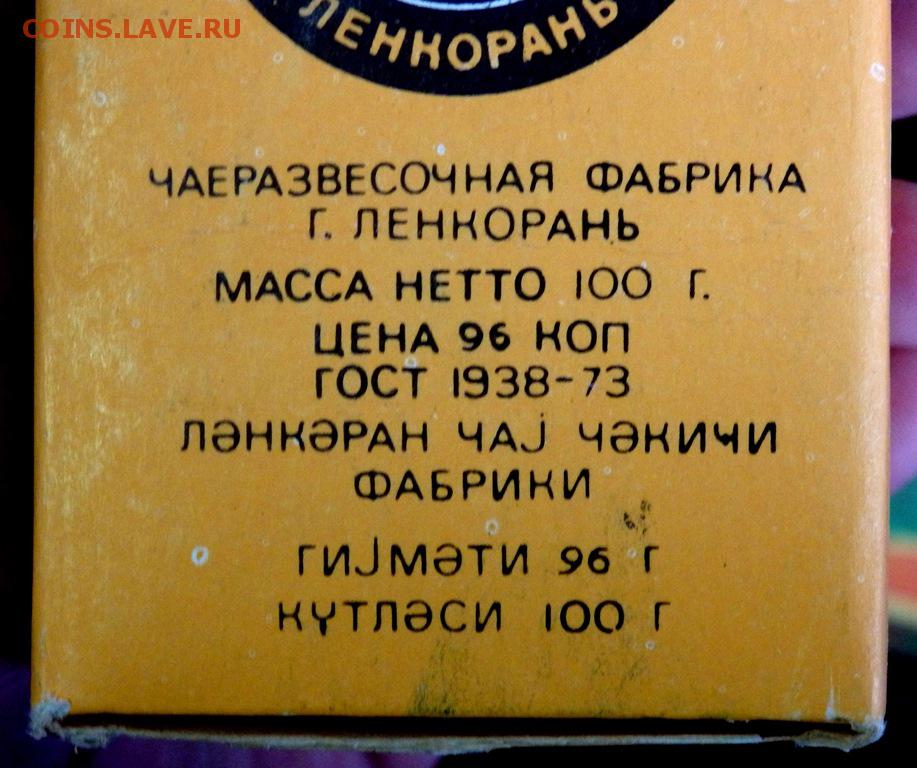 COINS.LAVE.RU
ЛЕНКОРАНЬ
ЧАЕРАЗВЕСОЧНАЯ ФАБРИКА
Г. ЛЕНКОРАНЬ
МАССА НЕТТО 100 Г.
ЦЕНА 96 КОП
ГОСТ 1938-73
ЛӘНКӘРАН ЧАЈ ЧӘКИЧИ
ФАБРИКИ
ГИЈМӘТИ 96 Г
КҮТЛӘСИ 100 Г